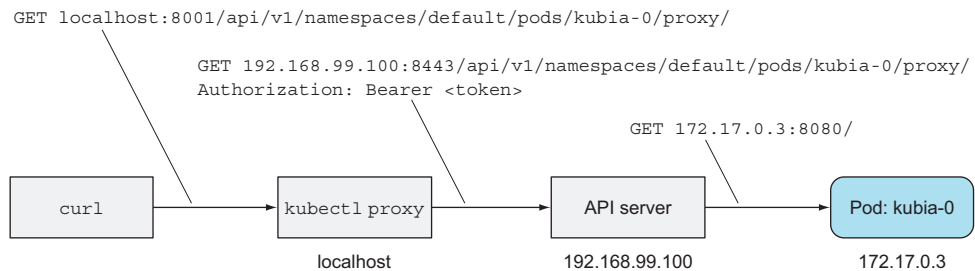 GET localhost:8001/api/v1/namespaces/default/pods/kubia-0/proxy/
GET 192.168.99.100:8443/api/v1/namespaces/default/pods/kubia-0/proxy/
Authorization: Bearer <token>
GET 172.17.0.3:8080/
curl
kubectl proxy
API server
Pod: kubia-0
localhost
192.168.99.100
172.17.0.3